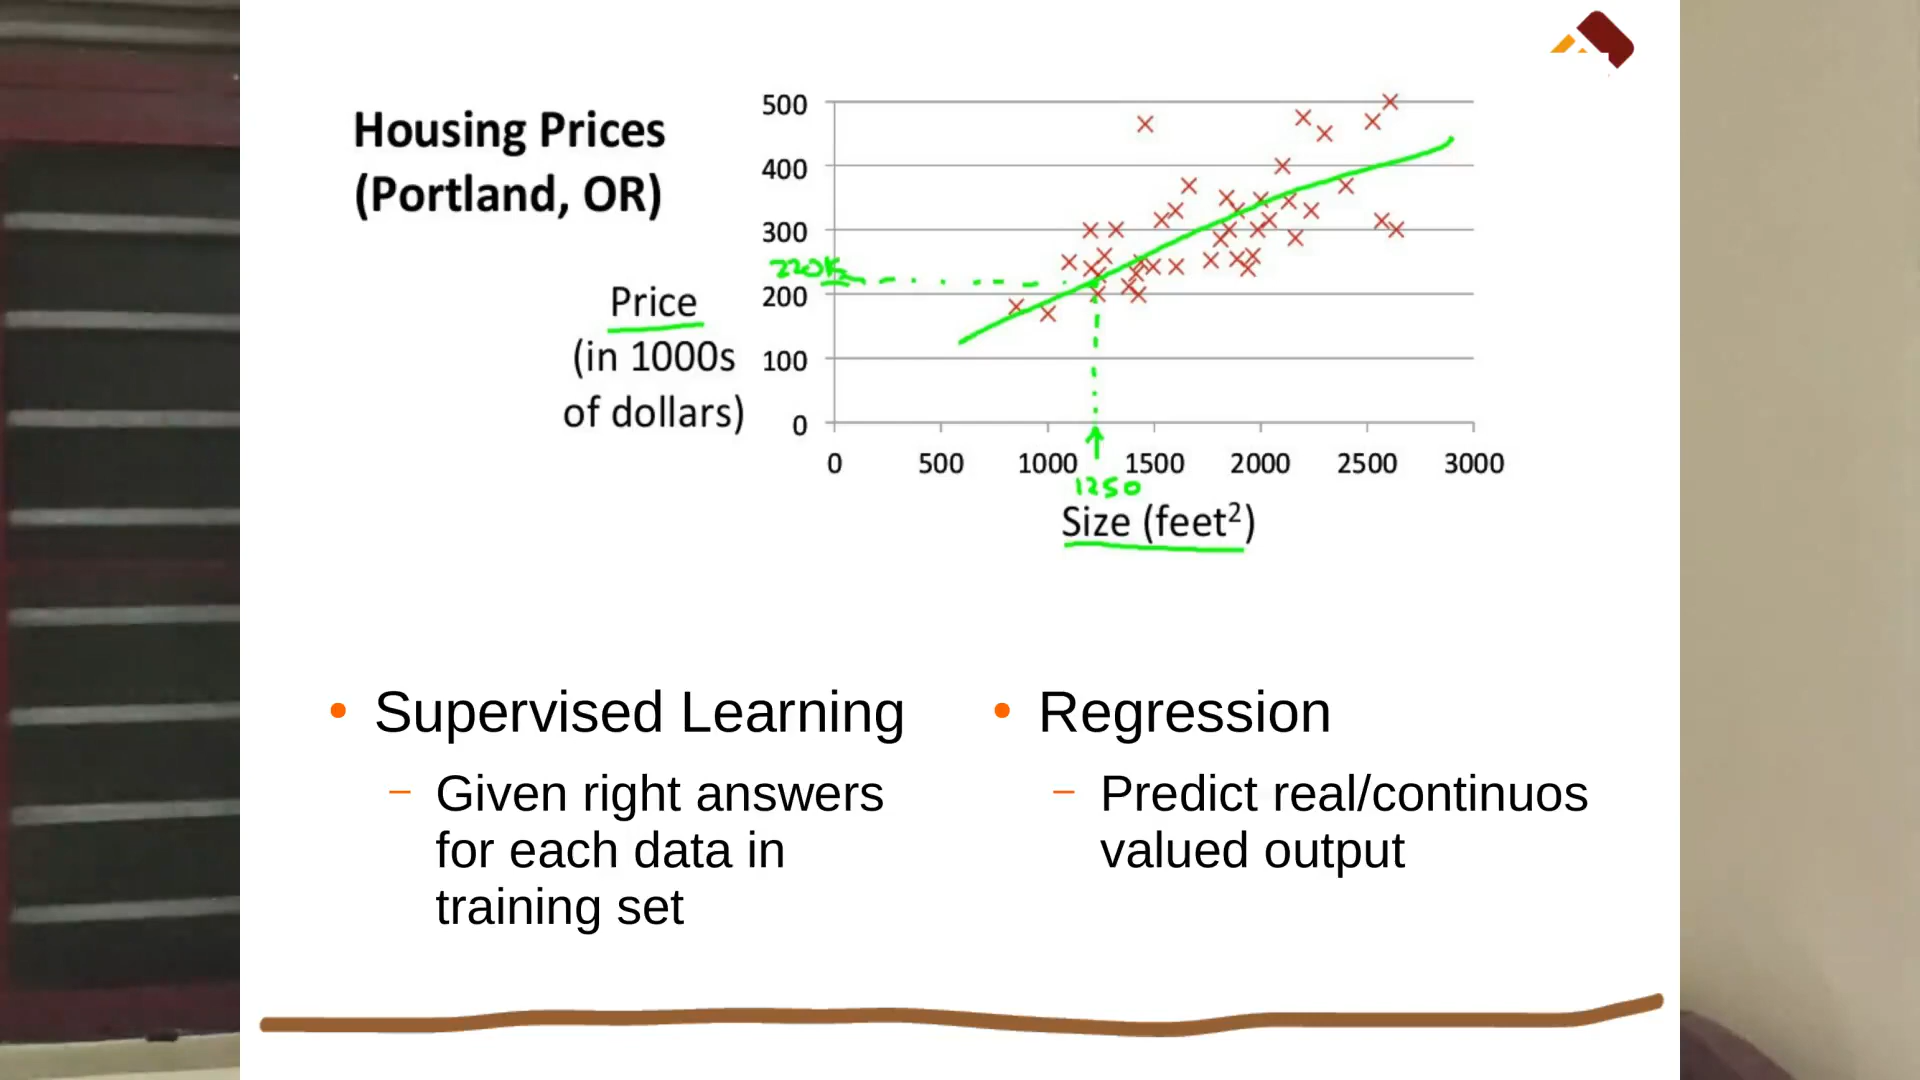 Housing Prices
(Portland, OR)
Price
(in 1000s
of dollars)
500
400
300
220K
200
100
0
0 500 1000 1500 2000 2500 3000
1250
Size (feet²)
• Supervised Learning
– Given right answers
for each data in
training set
• Regression
– Predict real/continuos
valued output